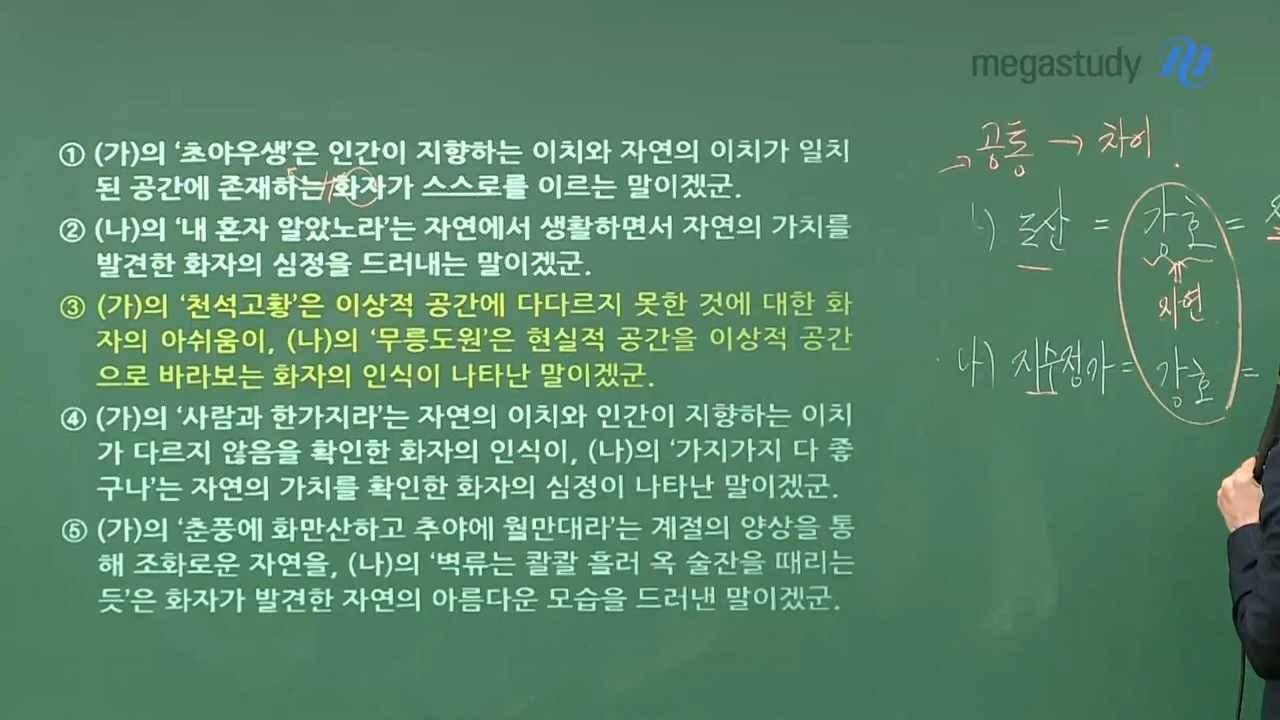 megastudy
① (가)의 ‘초야우생’은 인간이 지향하는 이치와 자연의 이치가 일치
된 공간에 존재하는 화자가 스스로를 이르는 말이겠군.
② (나)의 ‘내 혼자 알았노라’는 자연에서 생활하면서 자연의 가치를
발견한 화자의 심정을 드러내는 말이겠군.
③ (가)의 ‘천석고황’은 이상적 공간에 다다르지 못한 것에 대한 화
자의 아쉬움이, (나)의 ‘무릉도원’은 현실적 공간을 이상적 공간
으로 바라보는 화자의 인식이 나타난 말이겠군.
④ (가)의 ‘사람과 한가지라’는 자연의 이치와 인간이 지향하는 이치
가 다르지 않음을 확인한 화자의 인식이, (나)의 ‘가지가지 다 좋
구나’는 자연의 가치를 확인한 화자의 심정이 나타난 말이겠군.
⑤ (가)의 ‘춘풍에 화만산하고 추야에 월만대라’는 계절의 양상을 통
해 조화로운 자연을, (나)의 ‘벽류는 콸콸 흘러 옥 술잔을 때리는
듯’은 화자가 발견한 자연의 아름다운 모습을 드러낸 말이겠군.
→ 공통 → 차이
도산 = 강호 =
자연
나) 지수정가 = 강호 =